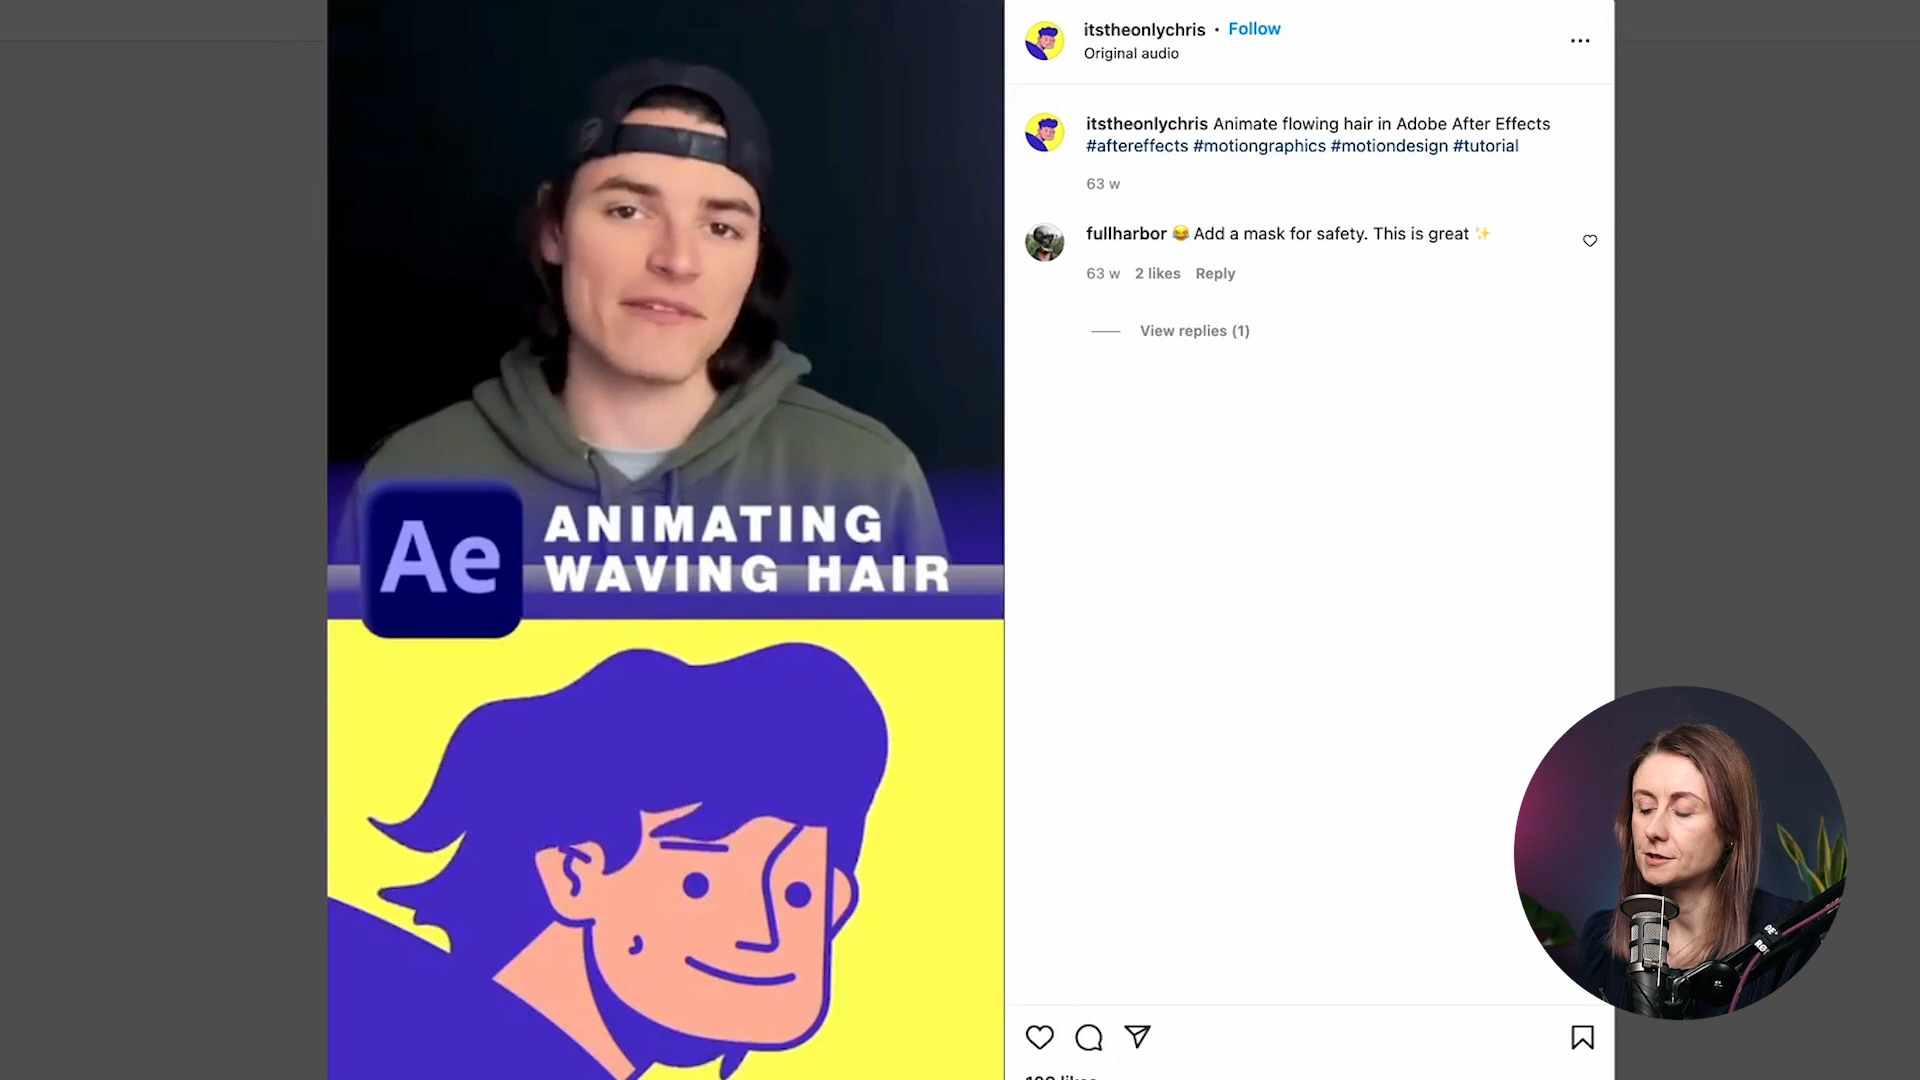 itstheonlychris • Follow
Original audio
itstheonlychris Animate flowing hair in Adobe After Effects
#aftereffects #motiongraphics #motiondesign #tutorial
63 w
fullharbor 😂 Add a mask for safety. This is great ✨
63 w 2 likes Reply
View replies (1)
Ae
ANIMATING
WAVING HAIR